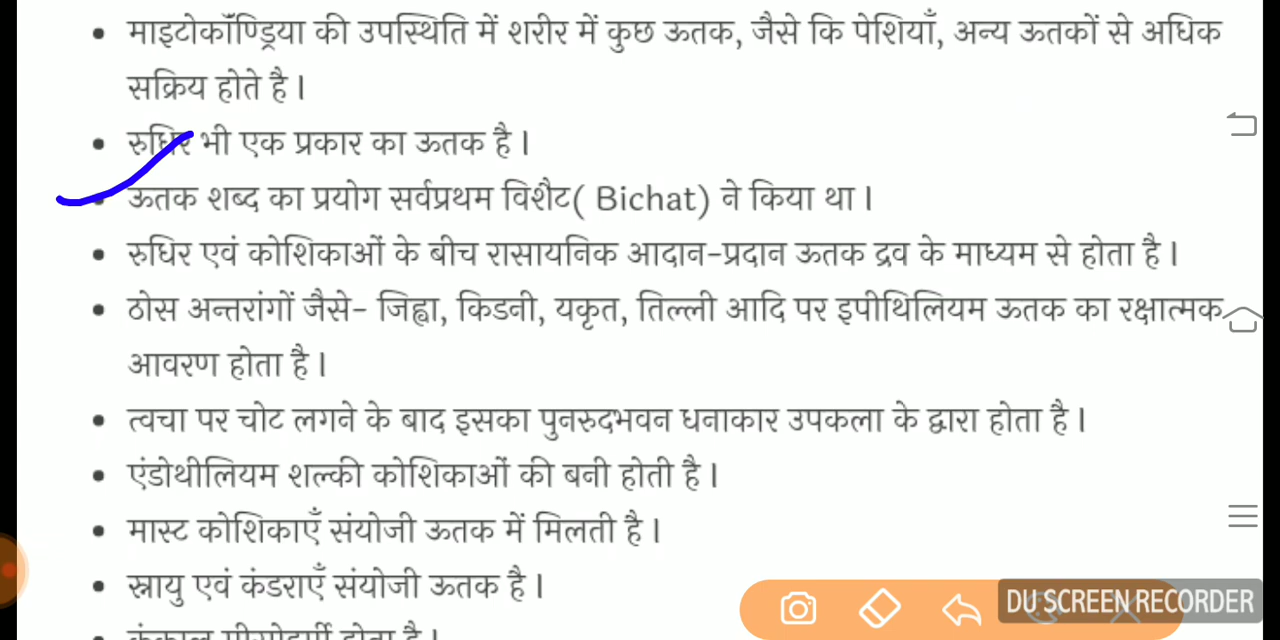 • माइटोकॉण्ड्रिया की उपस्थिति में शरीर में कुछ ऊतक, जैसे कि पेशियाँ, अन्य ऊतकों से अधिक
सक्रिय होते है।
• रुधिर भी एक प्रकार का ऊतक है।
• ऊतक शब्द का प्रयोग सर्वप्रथम विशैट( Bichat) ने किया था।
• रुधिर एवं कोशिकाओं के बीच रासायनिक आदान-प्रदान ऊतक द्रव के माध्यम से होता है।
• ठोस अन्तरांगों जैसे- जिह्वा, किडनी, यकृत, तिल्ली आदि पर इपीथिलियम ऊतक का रक्षात्मक
आवरण होता है।
• त्वचा पर चोट लगने के बाद इसका पुनरुदभवन धनाकार उपकला के द्वारा होता है।
• एंडोथीलियम शल्की कोशिकाओं की बनी होती है।
• मास्ट कोशिकाएँ संयोजी ऊतक में मिलती है।
• स्नायु एवं कंडराएँ संयोजी ऊतक है।
DU SCREEN RECORDER